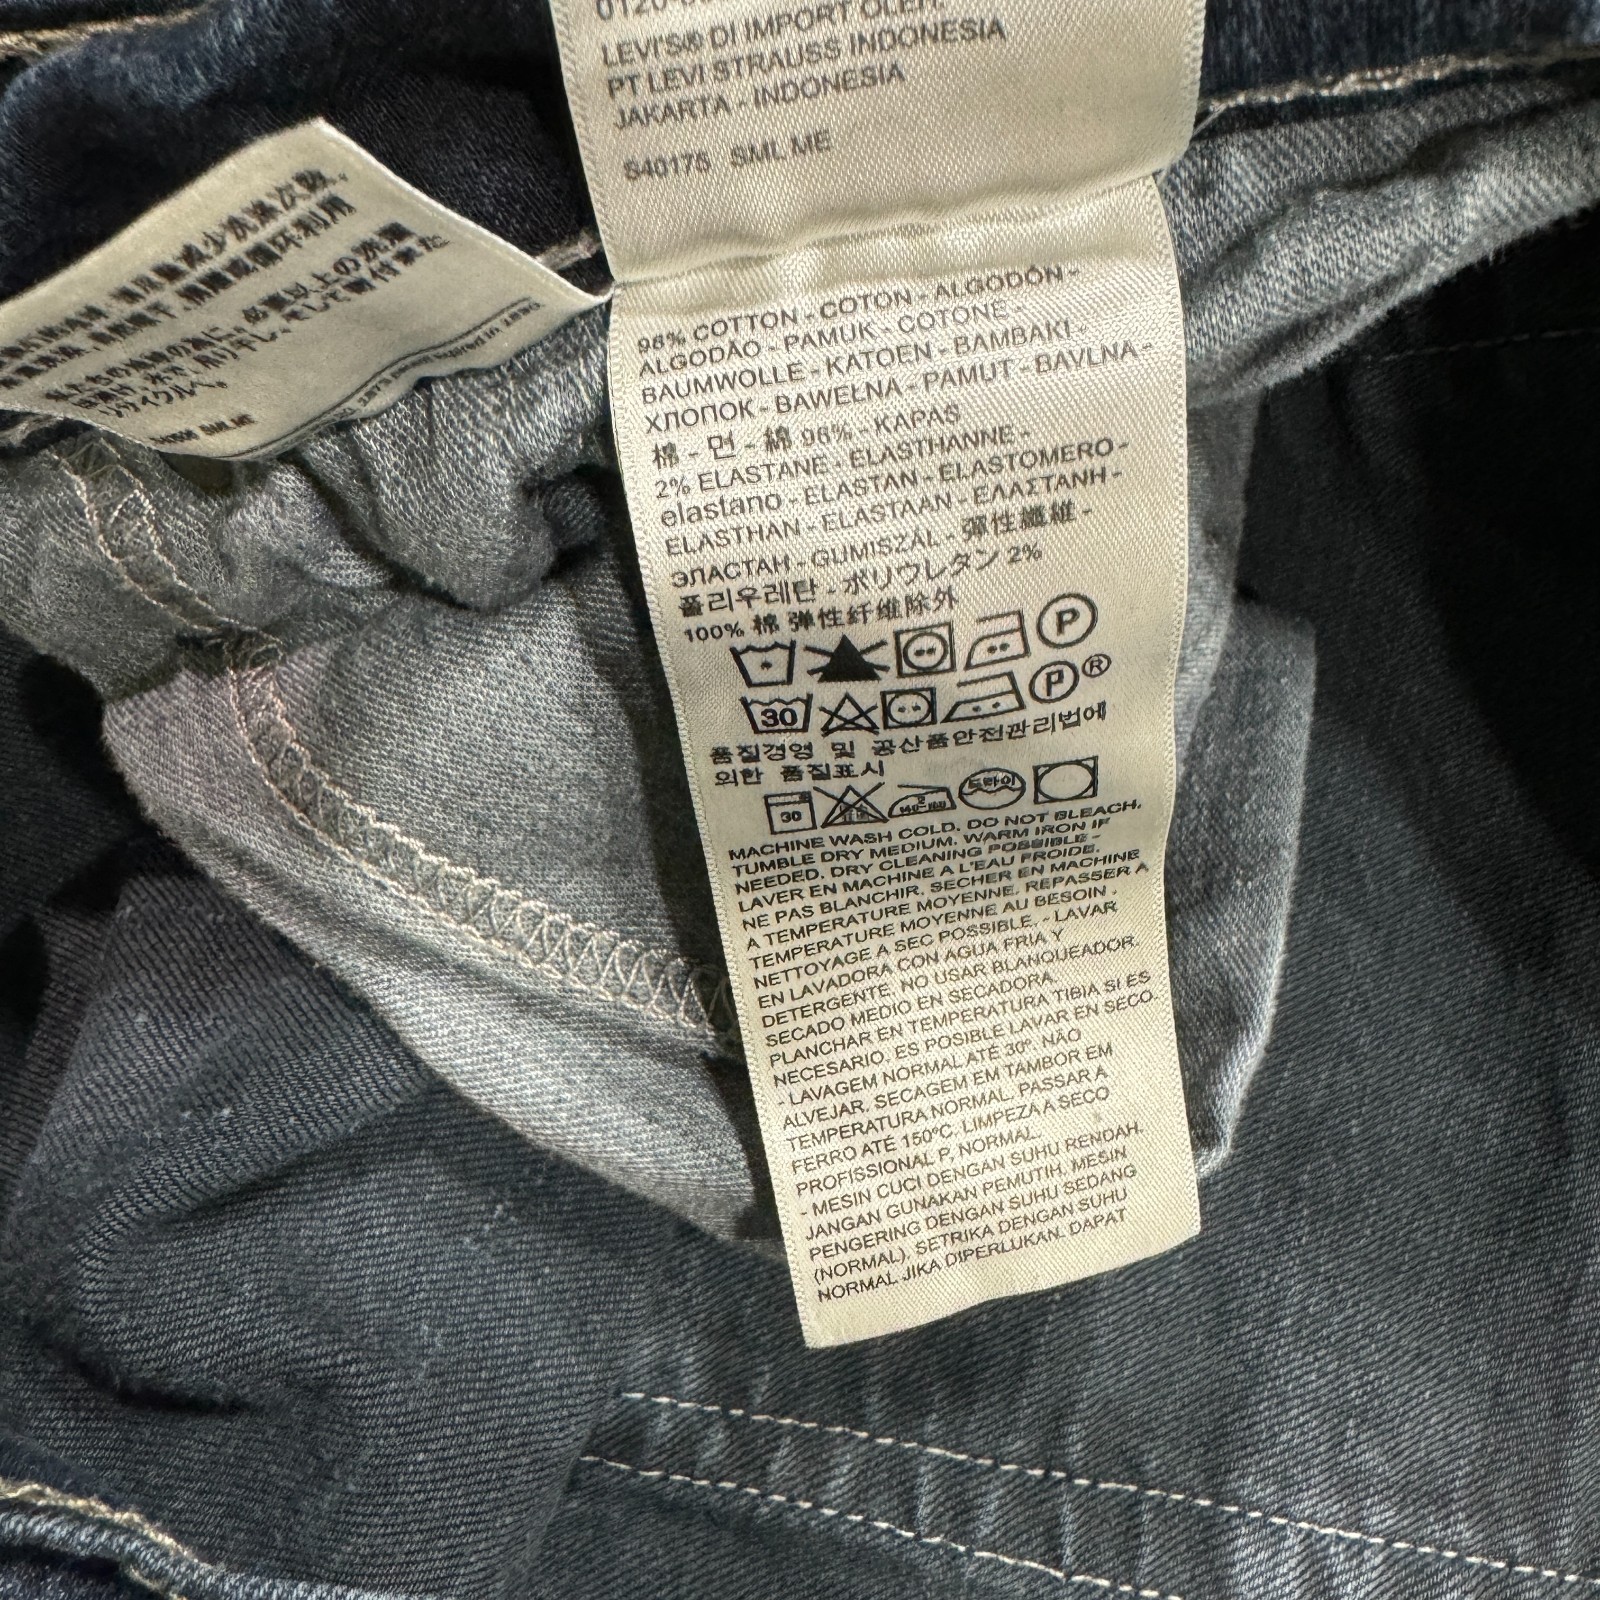 LEVI'S® DI IMPORT OLEH:
PT LEVI STRAUSS INDONESIA
JAKARTA - INDONESIA
S40175 SML ME
98% COTTON - COTON - ALGODÓN -
ALGODÃO - PAMUK - COTONE -
BAUMWOLLE - KATOEN - BAMBAKI -
ХЛОПОК - BAWEŁNA - PAMUT - BAVLNA -
棉 - 면 - 綿 98% - KAPAS
2% ELASTANE - ELASTHANNE -
elastano - ELASTAN - ELASTOMERO -
ELASTHAN - ELASTAAN - ΕΛΑΣΤΑΝΗ -
ЭЛАСТАН - GUMISZÁL - 彈性纖維 -
폴리우레탄 - ポリウレタン 2%
100% 棉 弹性纤维除外
P
30 P ®
품질경영 및 공산품안전관리법에
의한 품질표시
30 드라이
MACHINE WASH COLD. DO NOT BLEACH.
TUMBLE DRY MEDIUM. WARM IRON IF
NEEDED. DRY CLEANING POSSIBLE -
LAVER EN MACHINE A L'EAU FROIDE.
NE PAS BLANCHIR. SECHER EN MACHINE
A TEMPERATURE MOYENNE. REPASSER A
TEMPERATURE MOYENNE AU BESOIN.
NETTOYAGE A SEC POSSIBLE. - LAVAR
EN LAVADORA CON AGUA FRIA Y
DETERGENTE. NO USAR BLANQUEADOR.
SECADO MEDIO EN SECADORA.
PLANCHAR EN TEMPERATURA TIBIA SI ES
NECESARIO. ES POSIBLE LAVAR EN SECO.
- LAVAGEM NORMAL ATÉ 30º. NÃO
ALVEJAR. SECAGEM EM TAMBOR EM
TEMPERATURA NORMAL. PASSAR A
FERRO ATÉ 150ºC. LIMPEZA A SECO
PROFISSIONAL P, NORMAL.
- MESIN CUCI DENGAN SUHU RENDAH.
JANGAN GUNAKAN PEMUTIH. MESIN
PENGERING DENGAN SUHU SEDANG
(NORMAL), SETRIKA DENGAN SUHU
NORMAL JIKA DIPERLUKAN. DAPAT